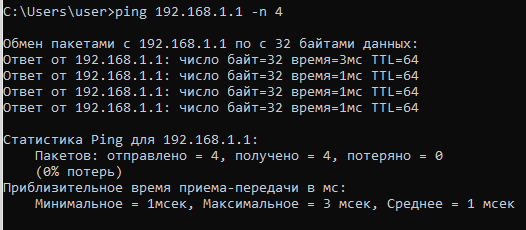 C:\Users\user>ping 192.168.1.1 -n 4
Обмен пакетами с 192.168.1.1 по с 32 байтами данных:
Ответ от 192.168.1.1: число байт=32 время=3мс TTL=64
Ответ от 192.168.1.1: число байт=32 время=1мс TTL=64
Ответ от 192.168.1.1: число байт=32 время=1мс TTL=64
Ответ от 192.168.1.1: число байт=32 время=1мс TTL=64
Статистика Ping для 192.168.1.1:
Пакетов: отправлено = 4, получено = 4, потеряно = 0
(0% потерь)
Приблизительное время приема-передачи в мс:
Минимальное = 1мсек, Максимальное = 3 мсек, Среднее = 1 мсек